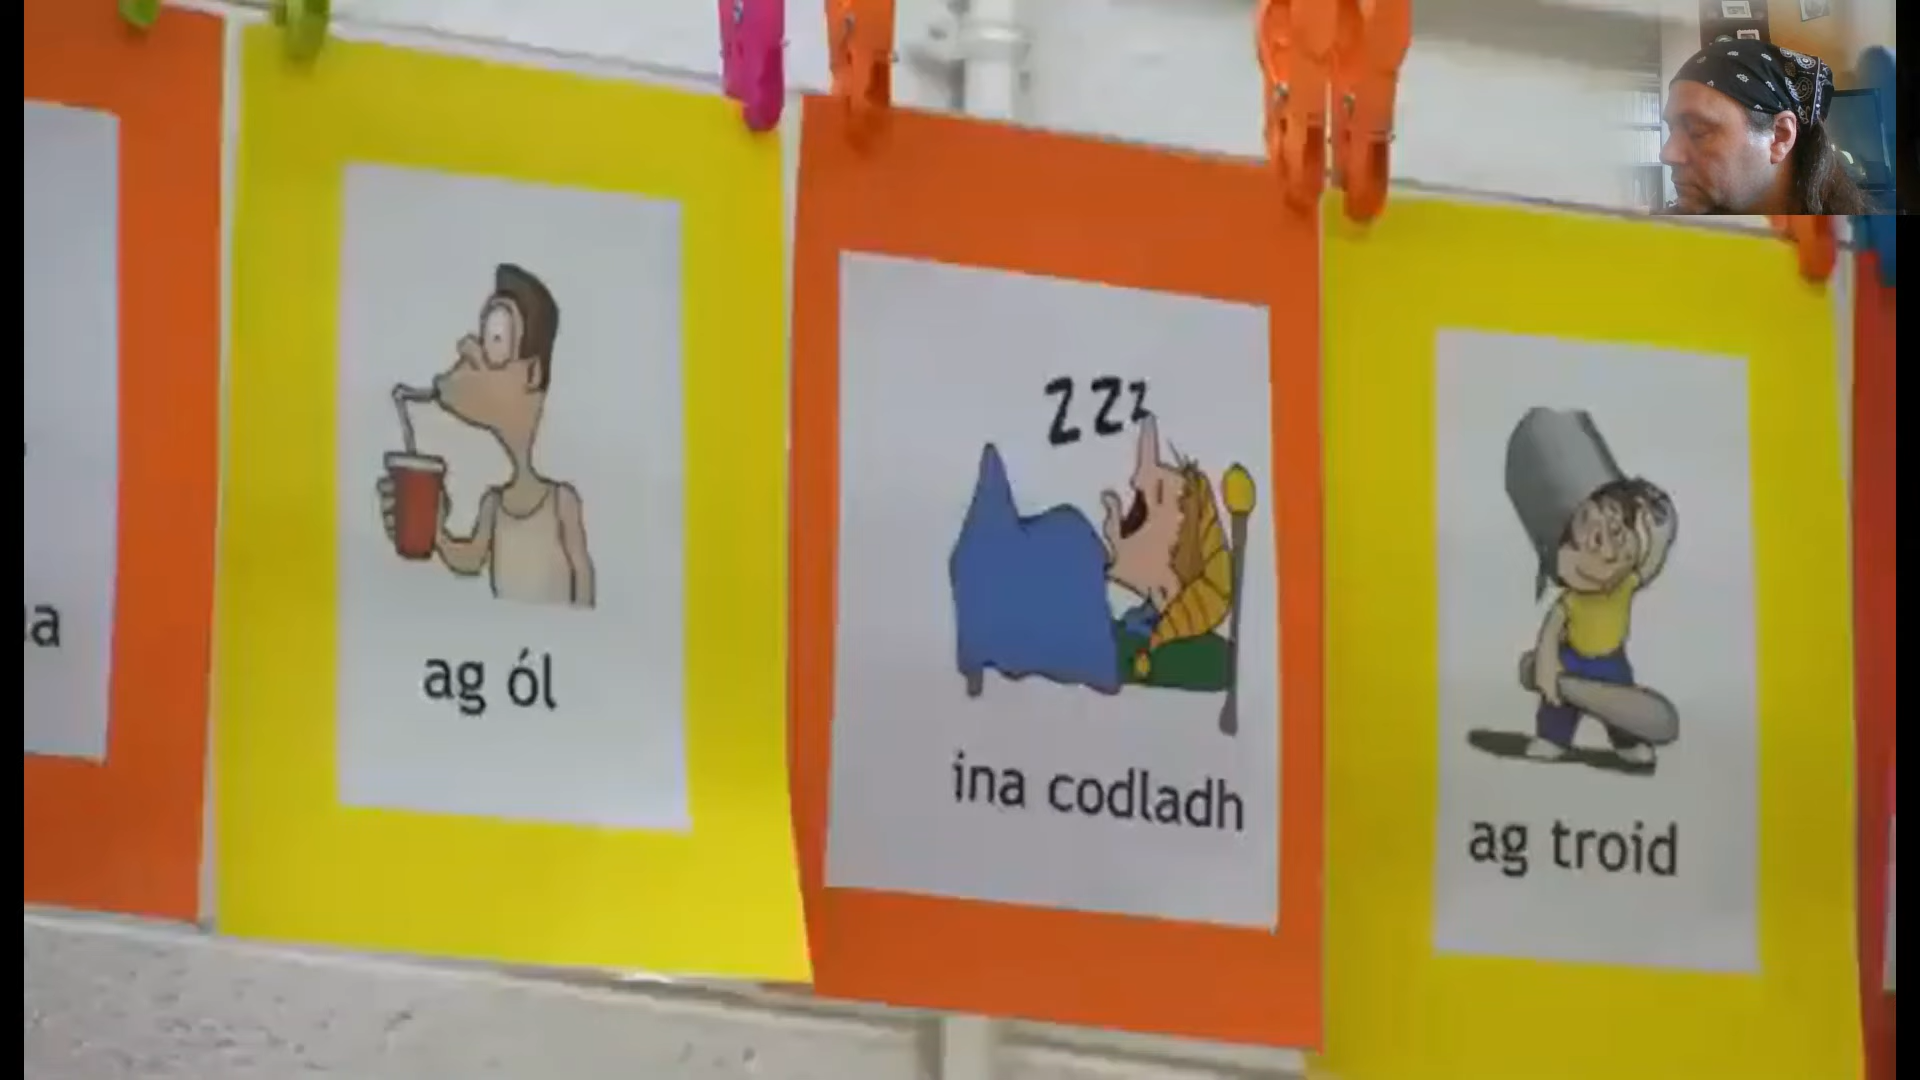 ag ól
zzz
ina codladh
ag troid